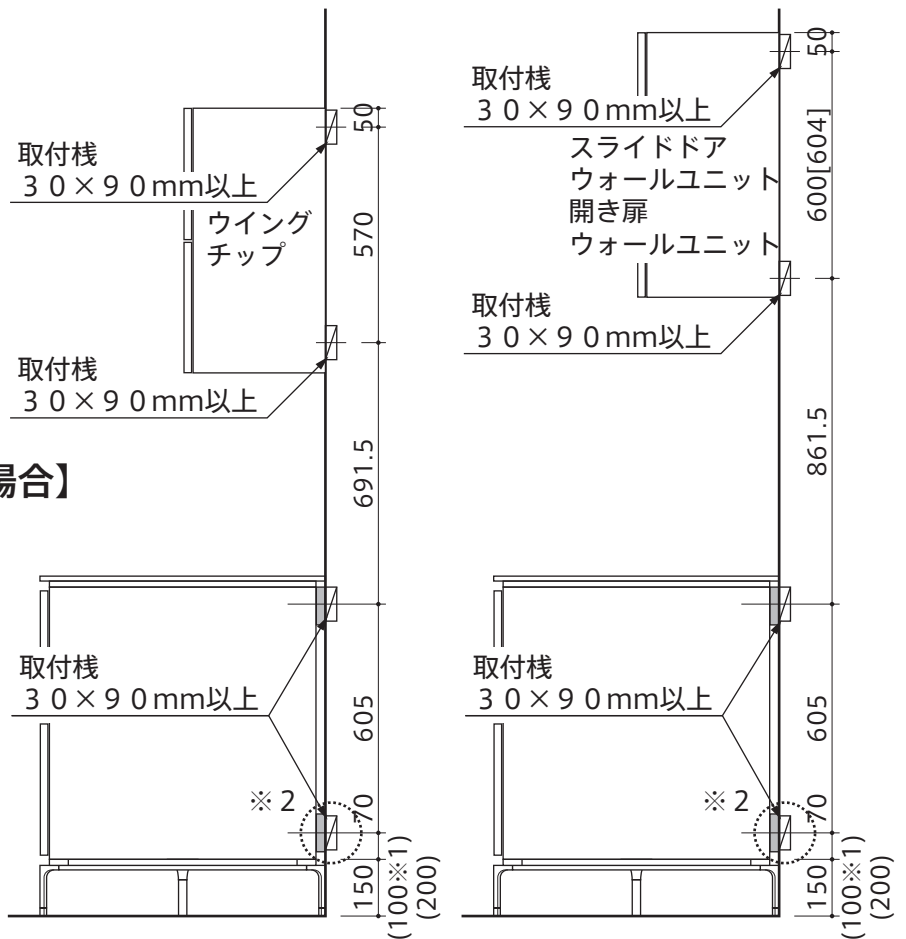 50
取付桟
30×90mm以上
ウイング
チップ
570
取付桟
30×90mm以上
691.5
場合】
取付桟
30×90mm以上
605
※2
70
150
(100※1)
(200)
50
取付桟
30×90mm以上
スライドドア
ウォールユニット
開き扉
ウォールユニット
600[604]
取付桟
30×90mm以上
861.5
取付桟
30×90mm以上
605
※2
70
150
(100※1)
(200)